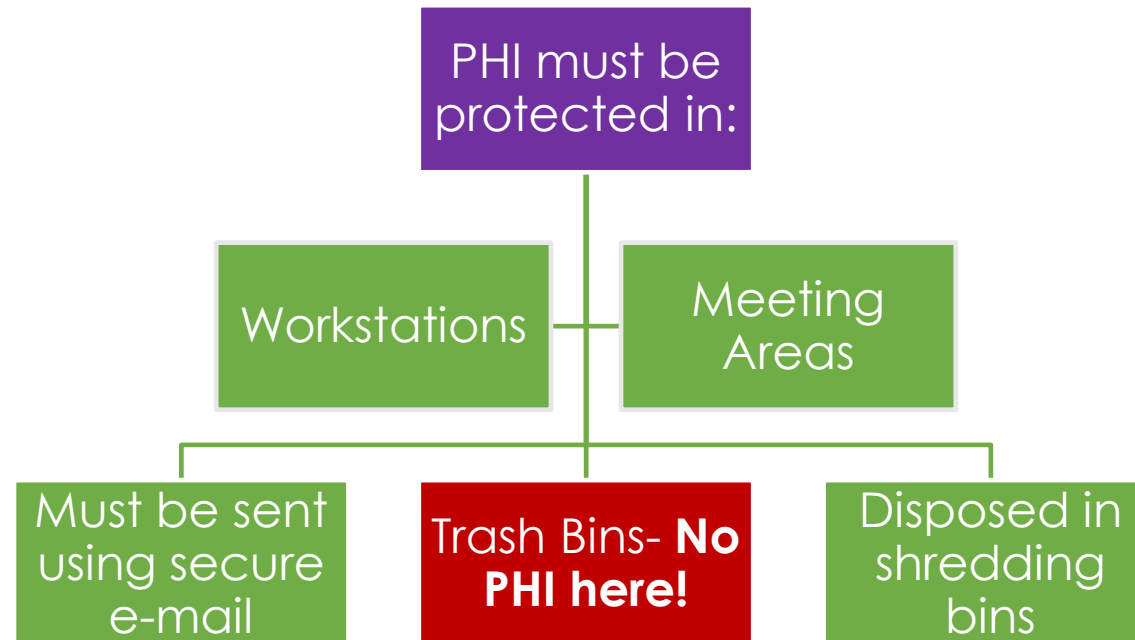 PHI must be
protected in:
Workstations
Meeting
Areas
Must be sent
using secure
e-mail
Trash Bins- No
PHI here!
Disposed in
shredding
bins